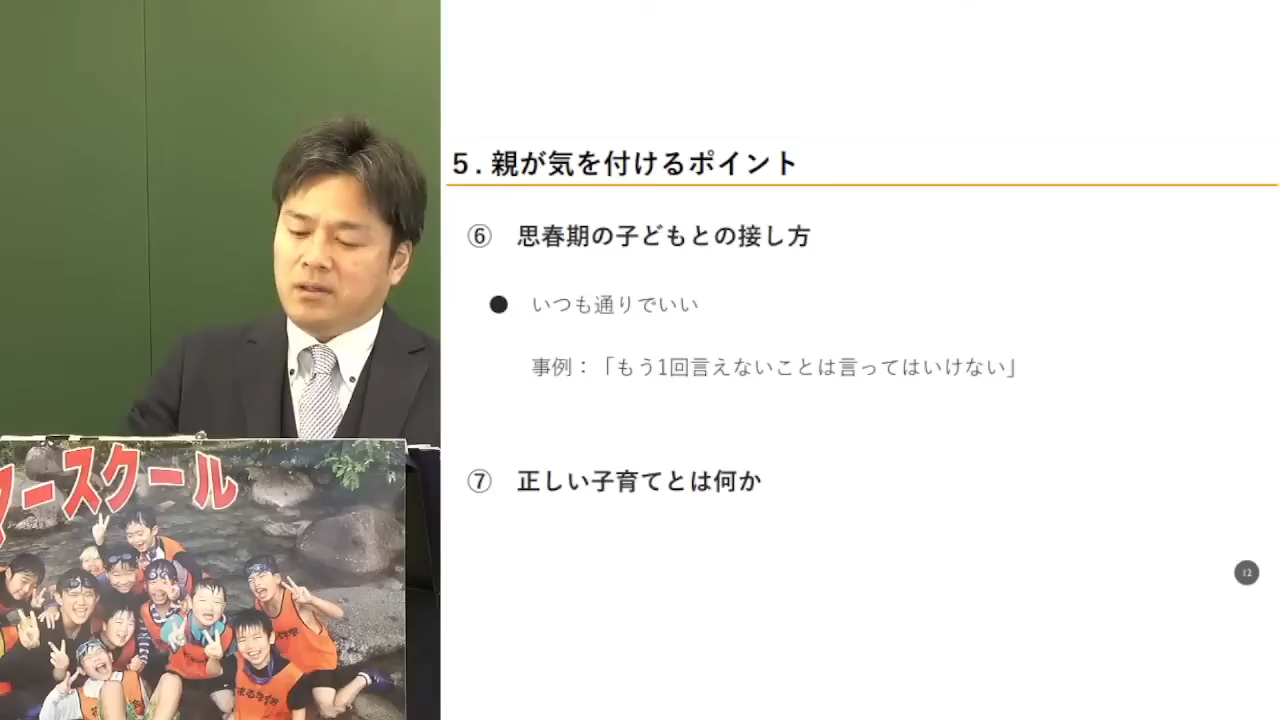 5. 親が気を付けるポイント
⑥ 思春期の子どもとの接し方
● いつも通りでいい
事例：「もう1回言えないことは言ってはいけない」
⑦ 正しい子育てとは何か
12
マースクール